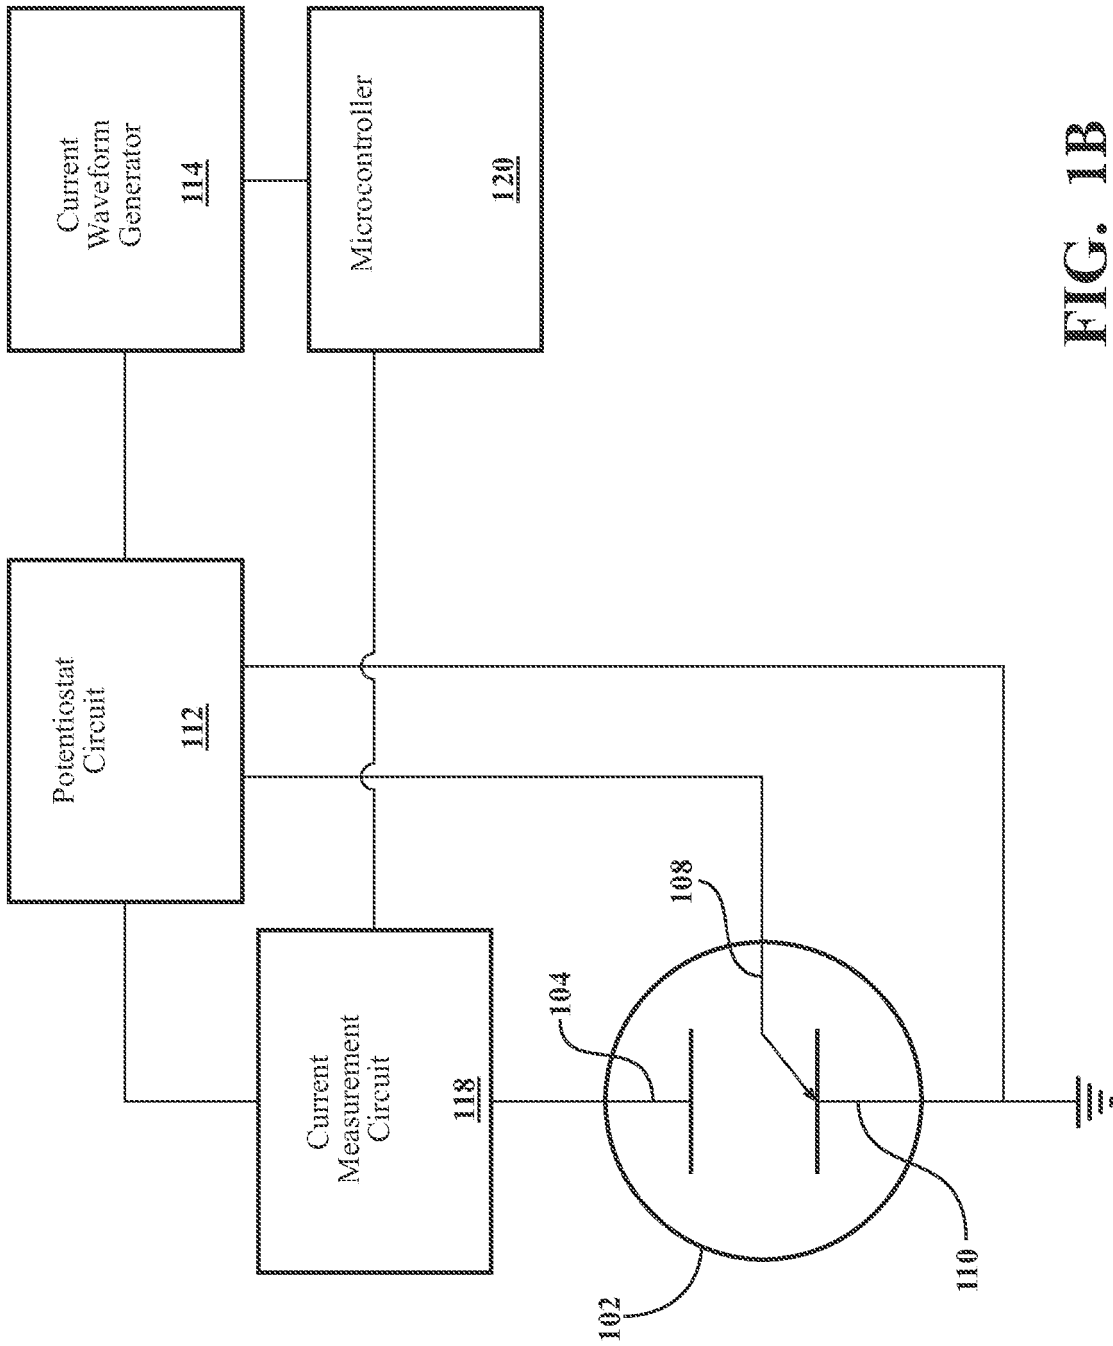 Current
Waveform
Generator
114
Microcontroller
120
Potentiostat
Circuit
112
Current
Measurement
Circuit
118
104
108
102
110
FIG. 1B